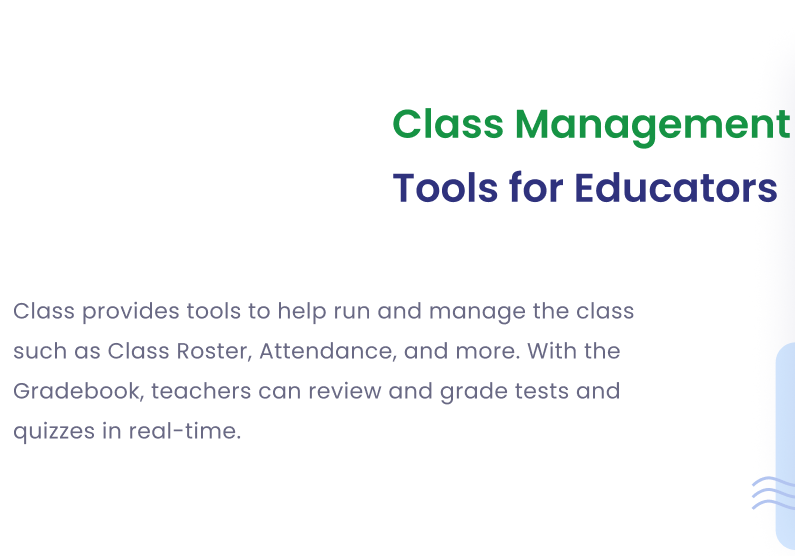 Class Management
Tools for Educators
Class provides tools to help run and manage the class
such as Class Roster, Attendance, and more. With the
Gradebook, teachers can review and grade tests and
quizzes in real-time.